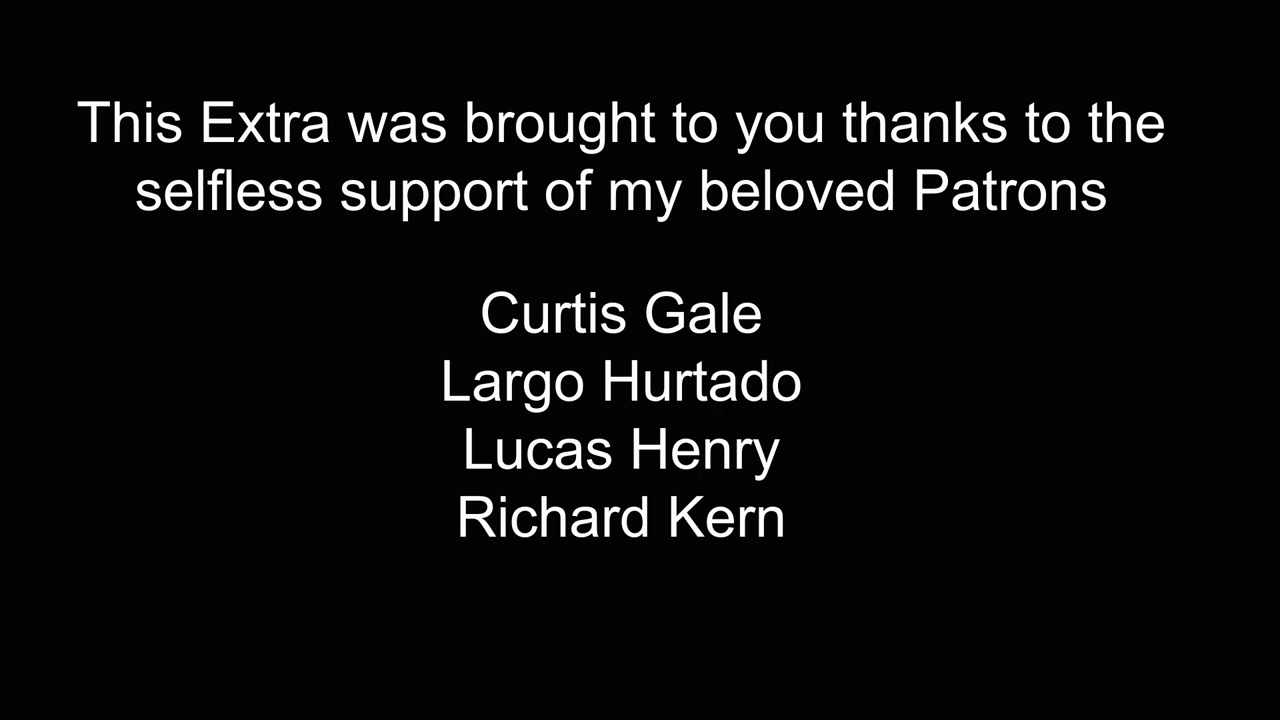 This Extra was brought to you thanks to the
selfless support of my beloved Patrons
Curtis Gale
Largo Hurtado
Lucas Henry
Richard Kern